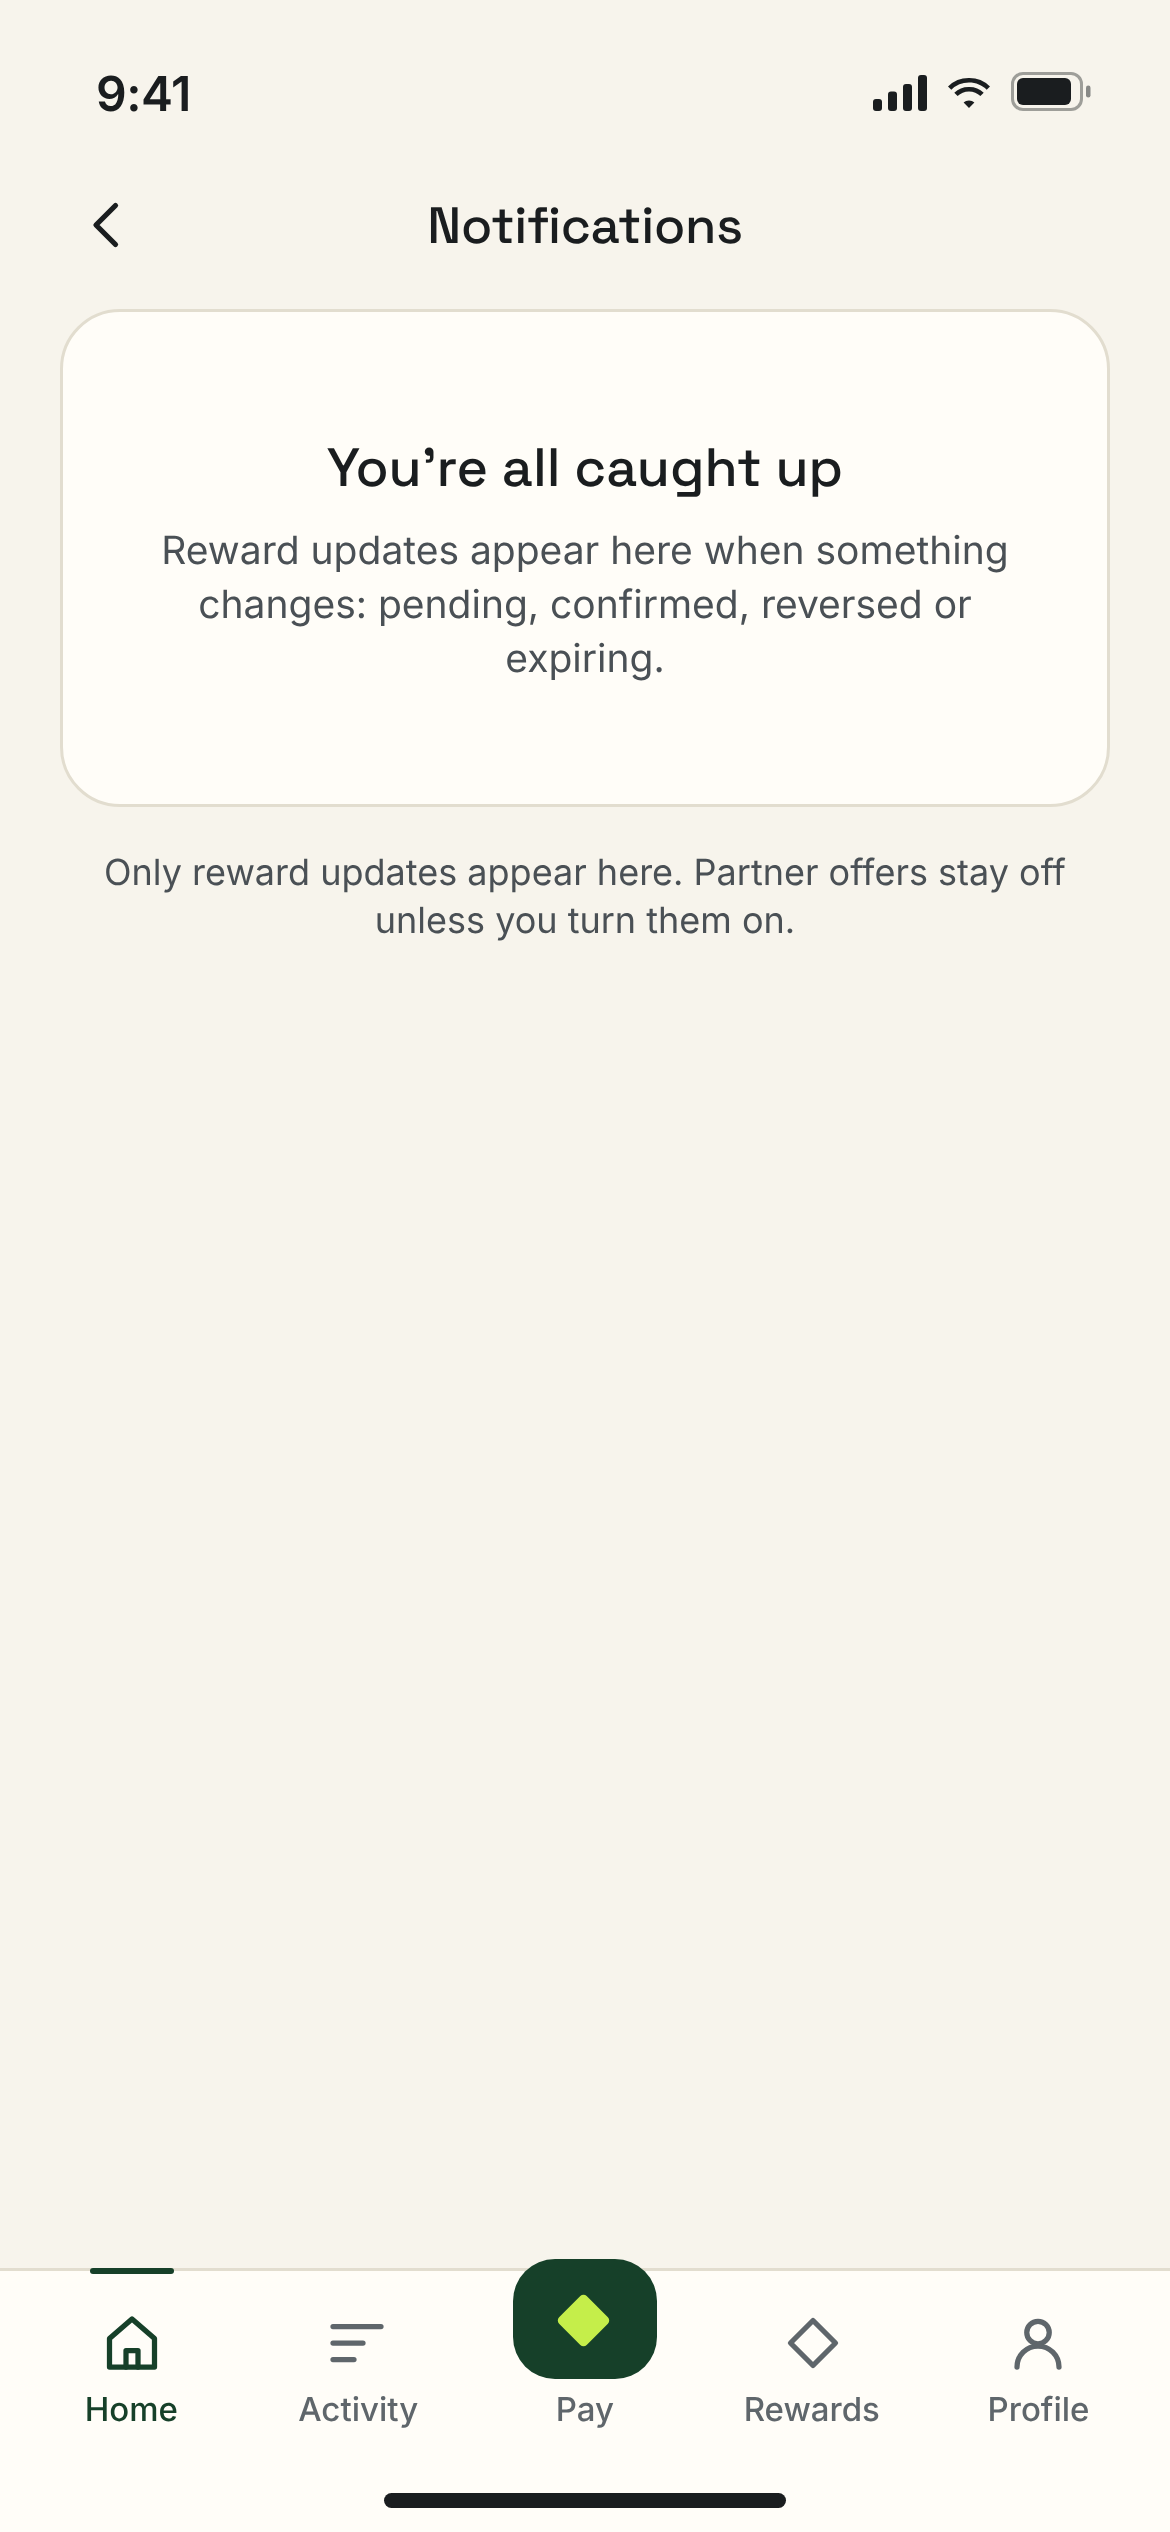 9:41
Notifications
You’re all caught up
Reward updates appear here when something
changes: pending, confirmed, reversed or
expiring.
Only reward updates appear here. Partner offers stay off
unless you turn them on.
Home
Activity
Pay
Rewards
Profile